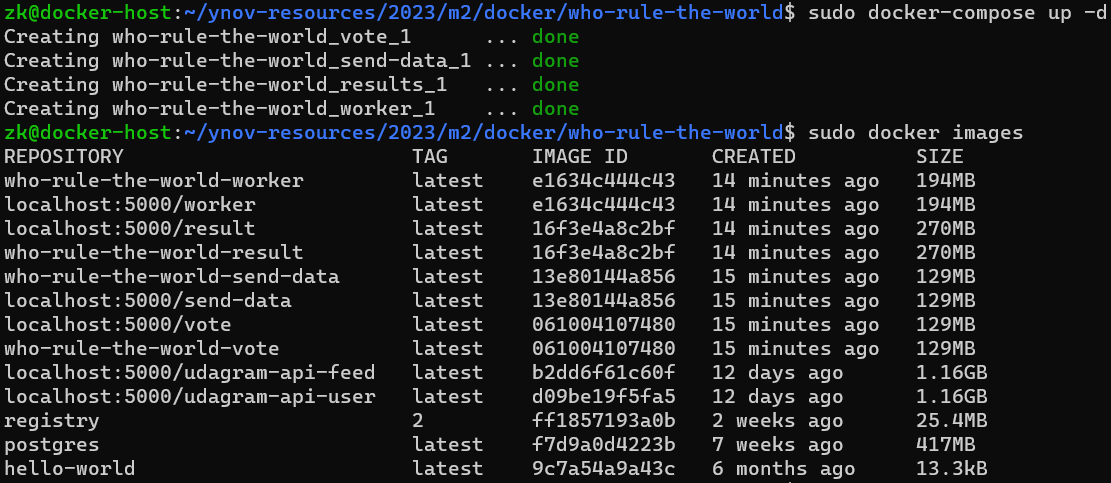 zk@docker-host:~/ynov-resources/2023/m2/docker/who-rule-the-world$ sudo docker-compose up -d
Creating who-rule-the-world_vote_1      ... done
Creating who-rule-the-world_send-data_1 ... done
Creating who-rule-the-world_results_1   ... done
Creating who-rule-the-world_worker_1    ... done
zk@docker-host:~/ynov-resources/2023/m2/docker/who-rule-the-world$ sudo docker images
REPOSITORY                        TAG       IMAGE ID       CREATED          SIZE
who-rule-the-world-worker         latest    e1634c444c43   14 minutes ago   194MB
localhost:5000/worker             latest    e1634c444c43   14 minutes ago   194MB
localhost:5000/result             latest    16f3e4a8c2bf   14 minutes ago   270MB
who-rule-the-world-result         latest    16f3e4a8c2bf   14 minutes ago   270MB
who-rule-the-world-send-data      latest    13e80144a856   15 minutes ago   129MB
localhost:5000/send-data          latest    13e80144a856   15 minutes ago   129MB
localhost:5000/vote               latest    061004107480   15 minutes ago   129MB
who-rule-the-world-vote           latest    061004107480   15 minutes ago   129MB
localhost:5000/udagram-api-feed   latest    b2dd6f61c60f   12 days ago      1.16GB
localhost:5000/udagram-api-user   latest    d09be19f5fa5   12 days ago      1.16GB
registry                          2         ff1857193a0b   2 weeks ago      25.4MB
postgres                          latest    f7d9a0d4223b   7 weeks ago      417MB
hello-world                       latest    9c7a54a9a43c   6 months ago     13.3kB